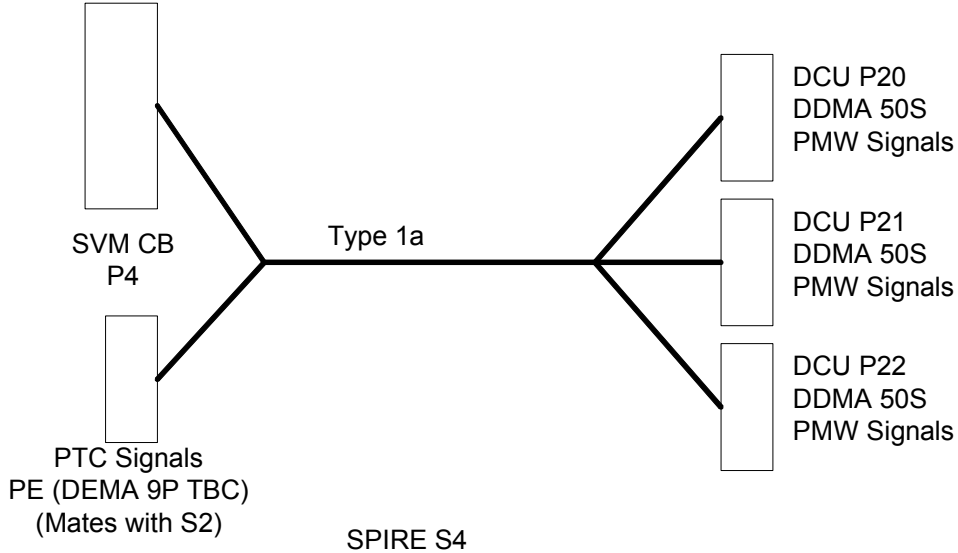 DCU P20
DDMA 50S
PMW Signals
SVM CB
P4
Type 1a
DCU P21
DDMA 50S
PMW Signals
DCU P22
DDMA 50S
PMW Signals
PTC Signals
PE (DEMA 9P TBC)
(Mates with S2)
SPIRE S4